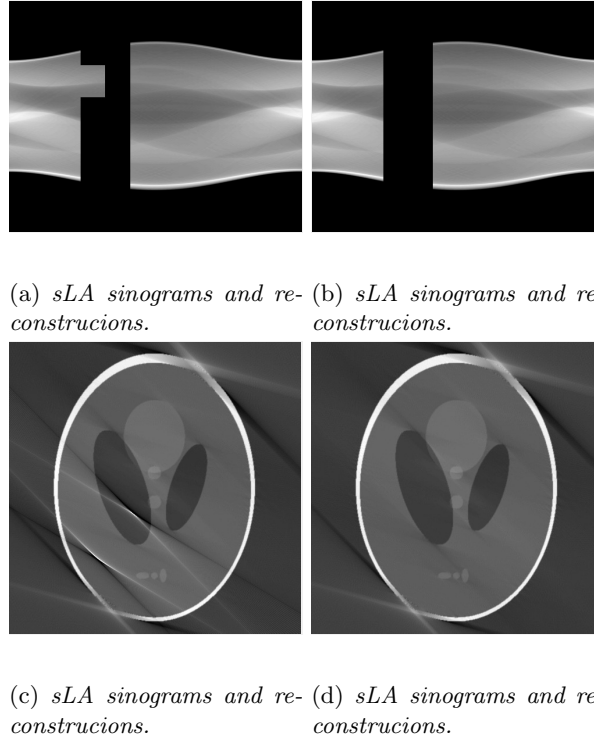 (a) sLA sinograms and re-
construcions.
(b) sLA sinograms and re
construcions.
(c) sLA sinograms and re-
construcions.
(d) sLA sinograms and re
construcions.